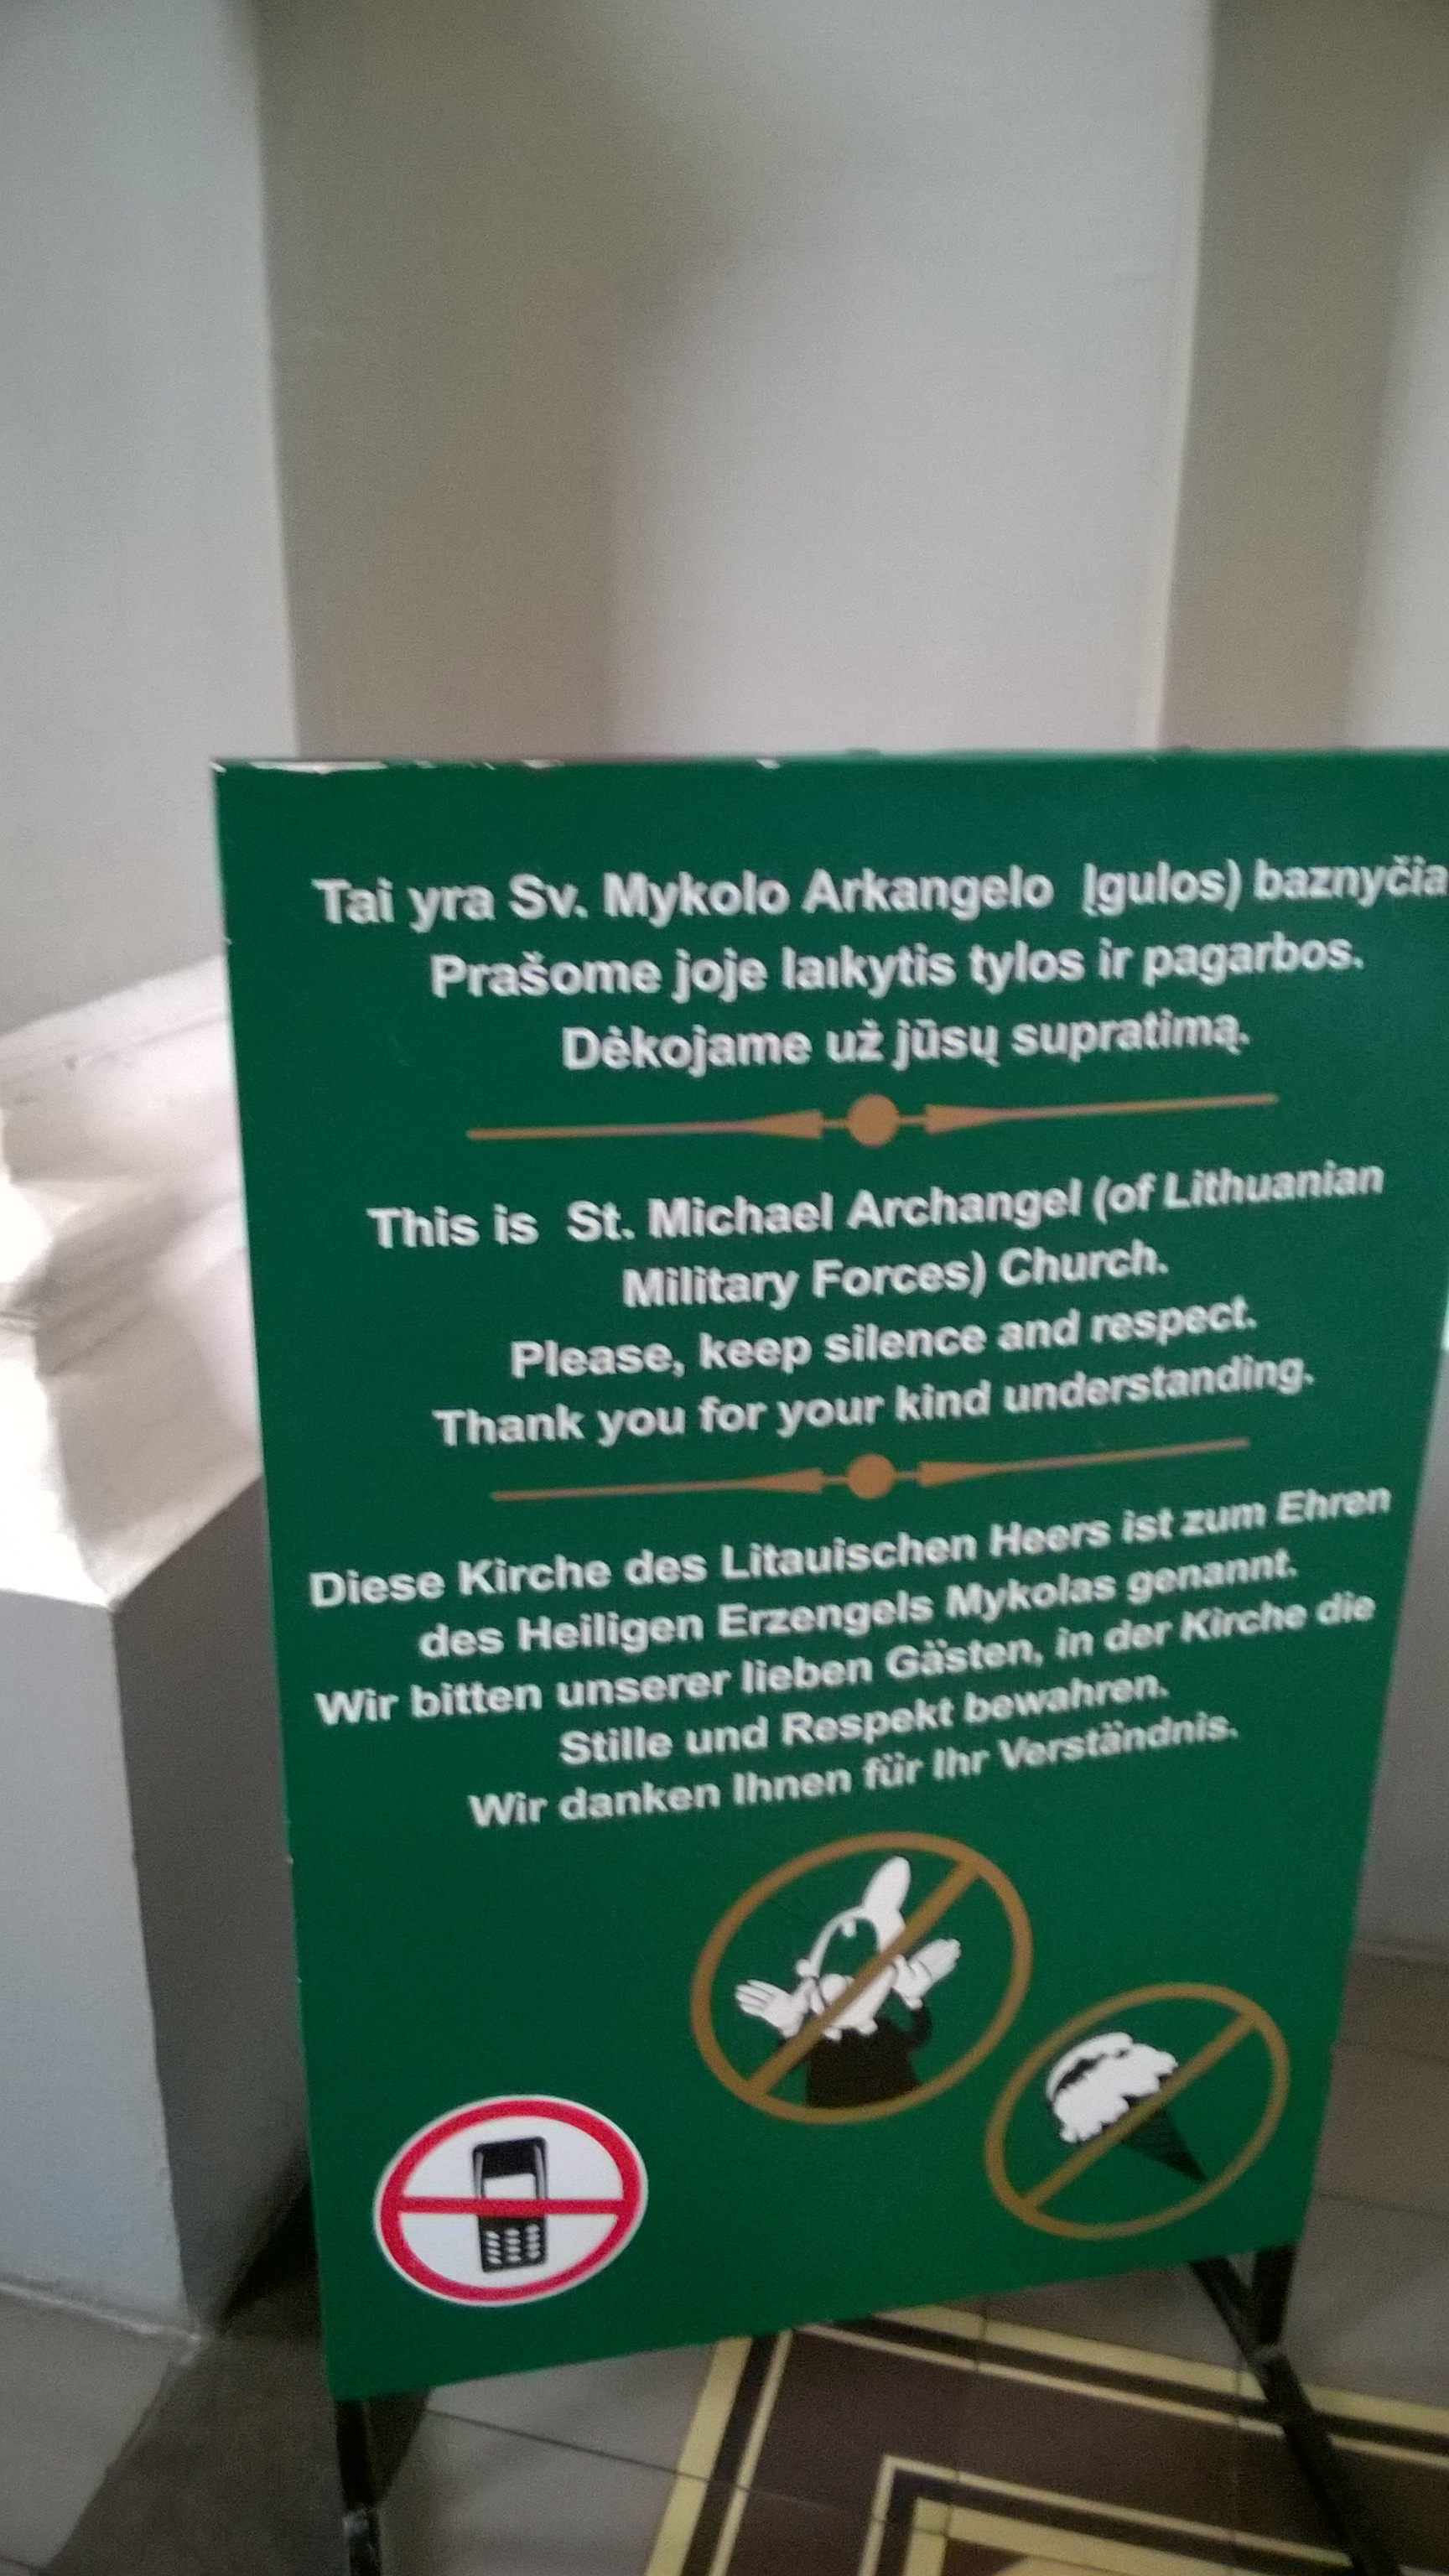 Tai yra Sv. Mykolo Arkangelo Įgulos) baznyčia
Prašome joje laıkytis tylos ir pagarbos.
Dėkojame už jūsų supratimą.
This is St. Michael Archangel (of Lithuanian
Military Forces) Church.
Please, keep silence and respect.
Thank you for your kind understanding.
Diese Kirche des Litauischen Heers ist zum Ehren
des Heiligen Erzengels Mykolas genannt.
Wir bitten unserer lieben Gästen, in der Kirche die
Stille und Respekt bewahren.
Wir danken Ihnen für Ihr Verständnis.